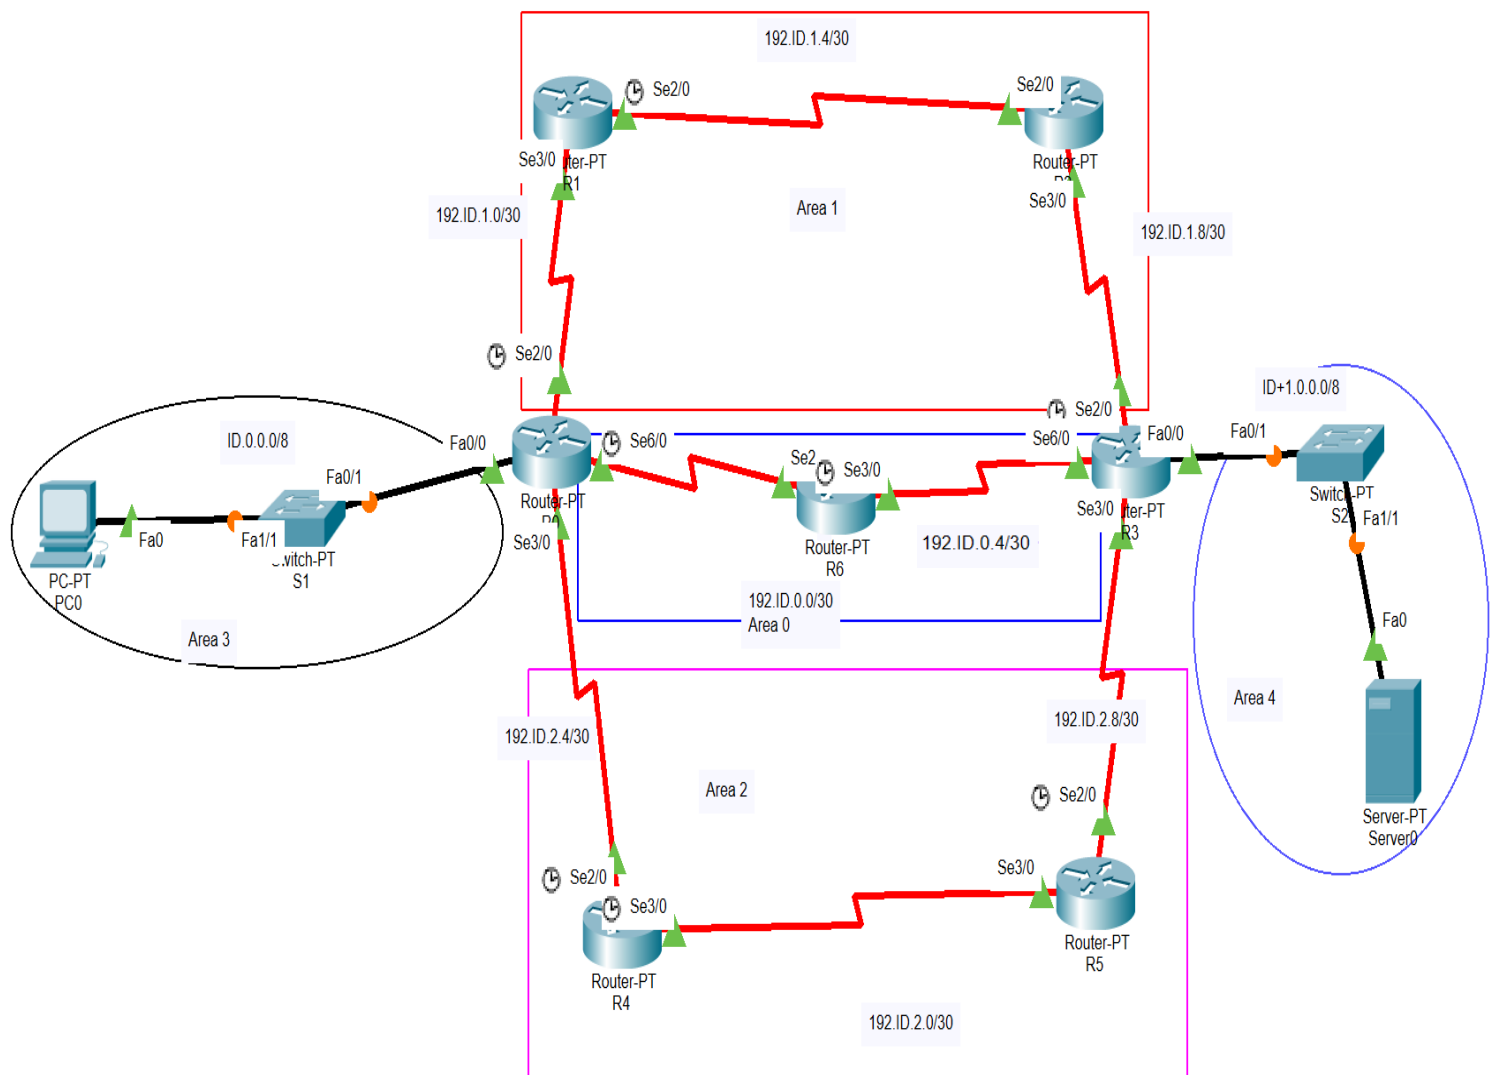 192.ID.1.4/30
Se2/0
Se2/0
Se3/0
Router-PT
R1
Se3/0
192.ID.1.0/30
Area 1
192.ID.1.8/30
Se2/0
ID+1.0.0.0/8
Se2/0
ID.0.0.0/8
Fa0/0
Se6/0
Se6/0
Fa0/0
Fa0/1
Fa0/1
Se3/0
Switch-PT
S2
Router-PT
Se3/0
R3
Fa1/1
Fa0
Fa1/1
Se3/0
Router-PT
R6
192.ID.0.4/30
PC-PT
PC0
S1
192.ID.0.0/30
Area 0
Area 3
Fa0
Area 4
192.ID.2.4/30
192.ID.2.8/30
Area 2
Se2/0
Server-PT
Server0
Se2/0
Se3/0
Se3/0
Router-PT
R5
Router-PT
R4
192.ID.2.0/30